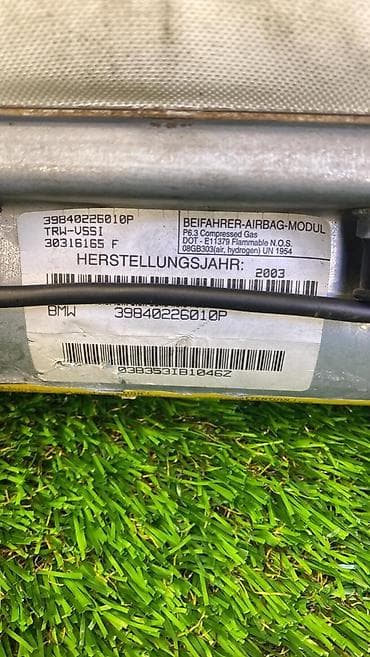 39840226010P
TRW-VSSI
30316165 F
BEIFAHRER-AIRBAG-MODUL
P6.3 Compressed Gas
DOT - E11379 Flammable N.O.S.
08GB303(air, hydrogen) UN 1954
HERSTELLUNGSJAHR: 2003
BMW 39840226010P
03B353IB1046Z